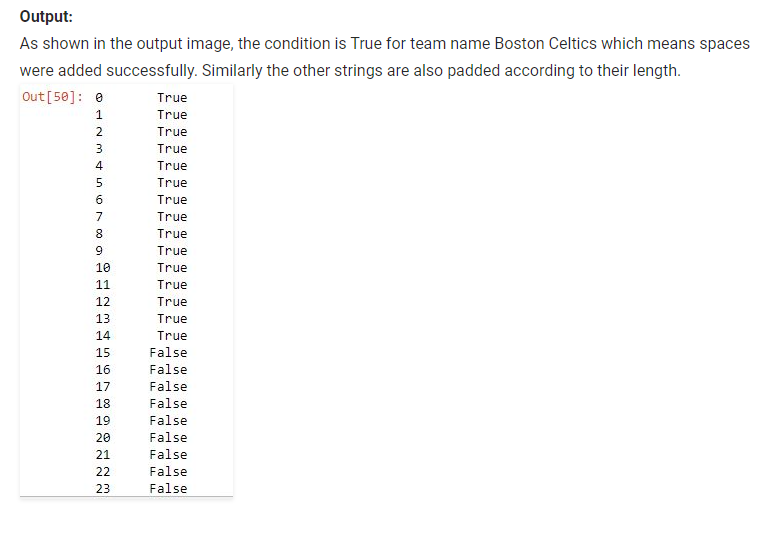 Output:
As shown in the output image, the condition is True for team name Boston Celtics which means spaces
were added successfully. Similarly the other strings are also padded according to their length.
Out[50]: 0 True
1 True
2 True
3 True
4 True
5 True
6 True
7 True
8 True
9 True
10 True
11 True
12 True
13 True
14 True
15 False
16 False
17 False
18 False
19 False
20 False
21 False
22 False
23 False